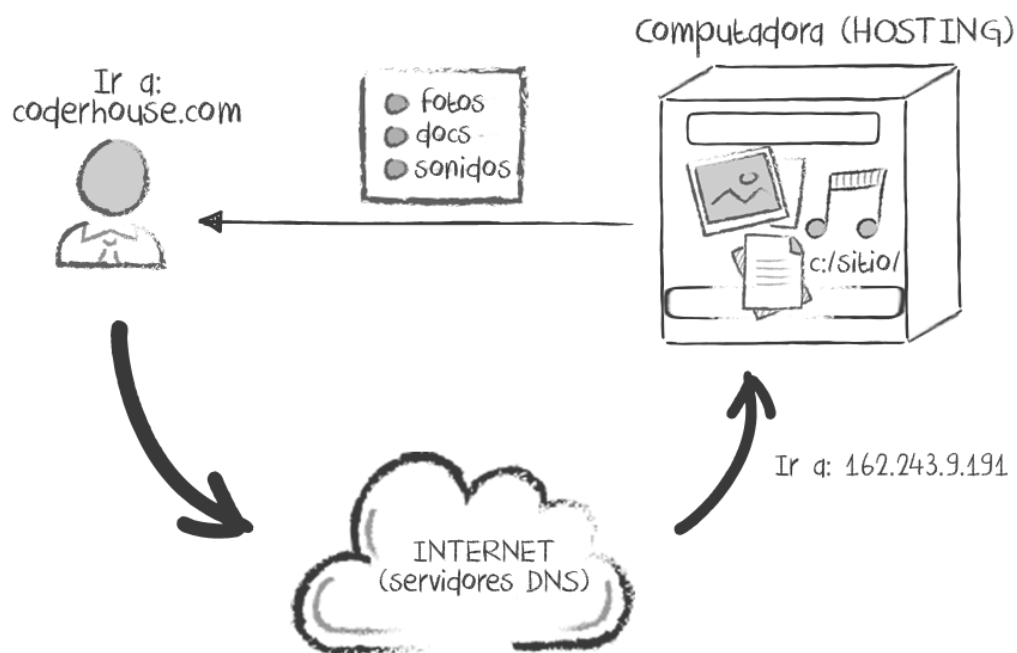 Computadora (HOSTING)
Ir a:
coderhouse.com
fotos
docs
sonidos
c:/sitio/
Ir a: 162.243.9.191
INTERNET
(servidores DNS)